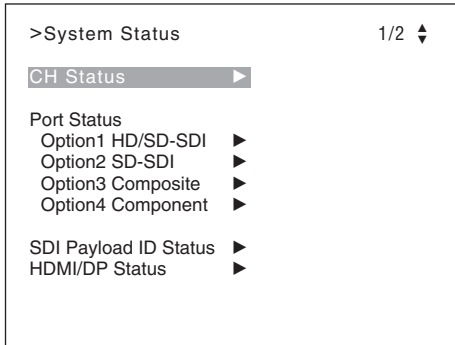 >System Status 1/2 ▲▼
CH Status ▶
Port Status
Option1 HD/SD-SDI ▶
Option2 SD-SDI ▶
Option3 Composite ▶
Option4 Component ▶
SDI Payload ID Status ▶
HDMI/DP Status ▶